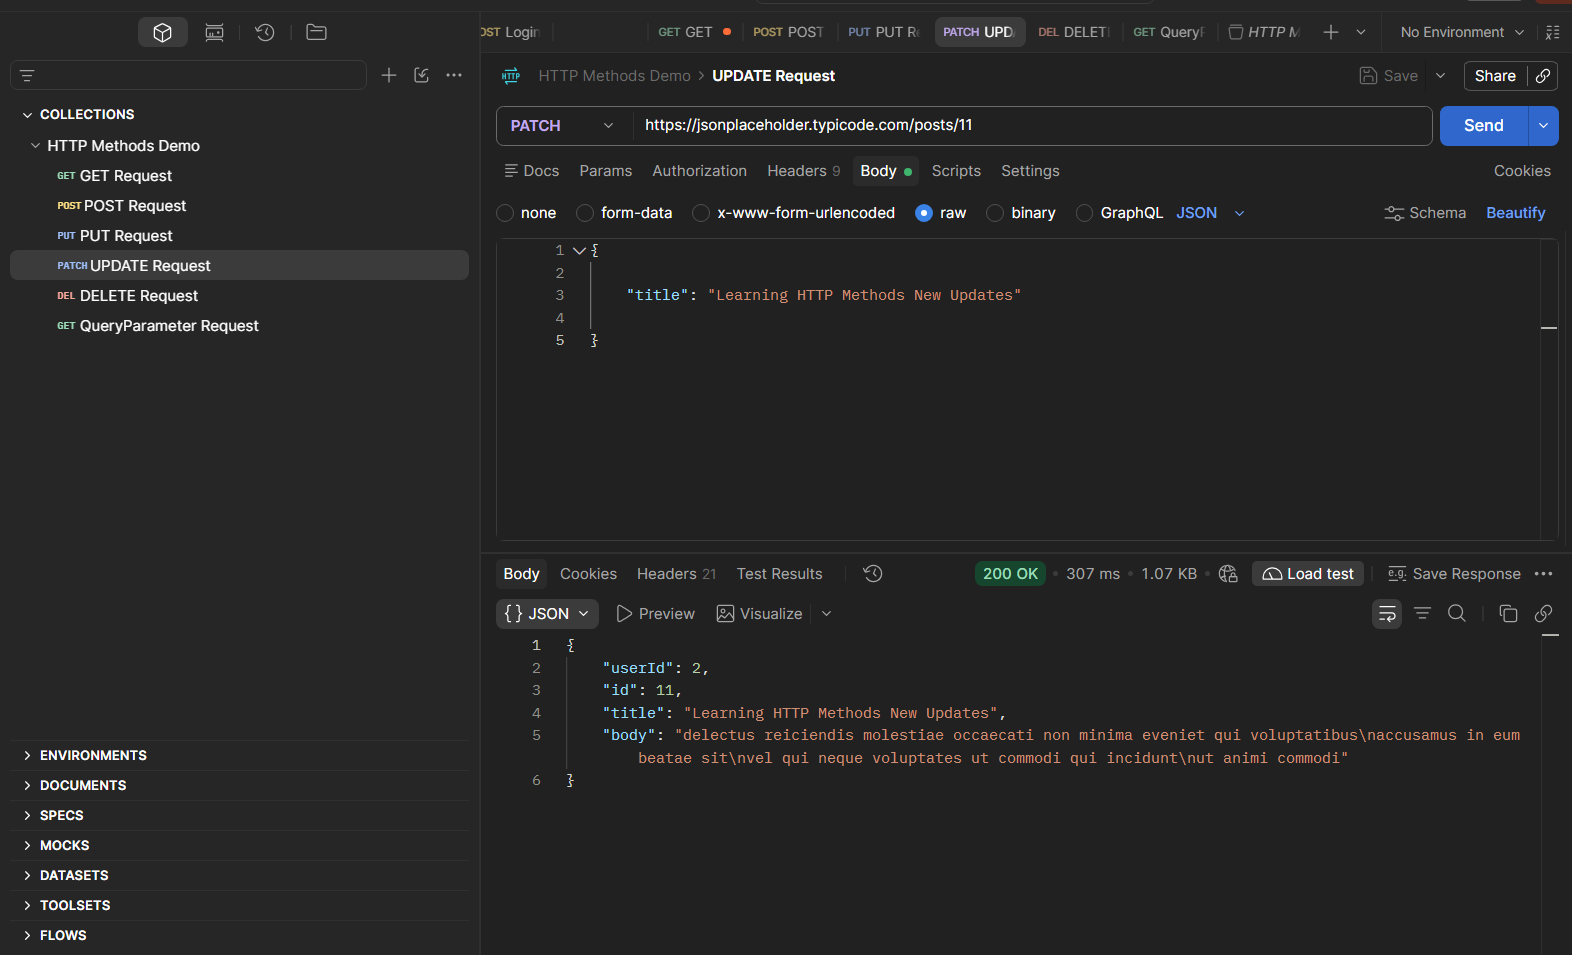 COLLECTIONS
HTTP Methods Demo
GET GET Request
POST POST Request
PUT PUT Request
PATCH UPDATE Request
DEL DELETE Request
GET QueryParameter Request
ENVIRONMENTS
DOCUMENTS
SPECS
MOCKS
DATASETS
TOOLSETS
FLOWS
OST Login GET GET POST POST PUT PUT Re PATCH UPD DEL DELET GET Query HTTP M No Environment
HTTP HTTP Methods Demo > UPDATE Request Save Share
PATCH https://jsonplaceholder.typicode.com/posts/11 Send
Docs Params Authorization Headers 9 Body Scripts Settings Cookies
none form-data x-www-form-urlencoded raw binary GraphQL JSON Schema Beautify
1 {
2
3 "title": "Learning HTTP Methods New Updates"
4
5 }
Body Cookies Headers 21 Test Results 200 OK • 307 ms • 1.07 KB • Load test e.g. Save Response
{} JSON Preview Visualize
1 {
2 "userId": 2,
3 "id": 11,
4 "title": "Learning HTTP Methods New Updates",
5 "body": "delectus reiciendis molestiae occaecati non minima eveniet qui voluptatibus\naccusamus in eum
beatae sit\nvel qui neque voluptates ut commodi qui incidunt\nut animi commodi"
6 }